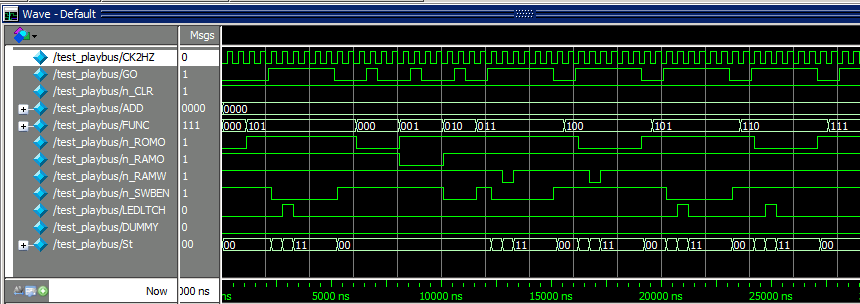 Wave - Default
Msgs
/test_playbus/CK2HZ 0
/test_playbus/GO 1
/test_playbus/n_CLR 1
/test_playbus/ADD 0000 0000
/test_playbus/FUNC 111 000 101 000 001 010 011 100 101 110 111
/test_playbus/n_ROMO 1
/test_playbus/n_RAMO 1
/test_playbus/n_RAMW 1
/test_playbus/n_SWBEN 1
/test_playbus/LEDLTCH 0
/test_playbus/DUMMY 0
/test_playbus/St 00 00 11 00 11 00 11 00 11 00 11 00
Now 000 ns ns 5000 ns 10000 ns 15000 ns 20000 ns 25000 ns